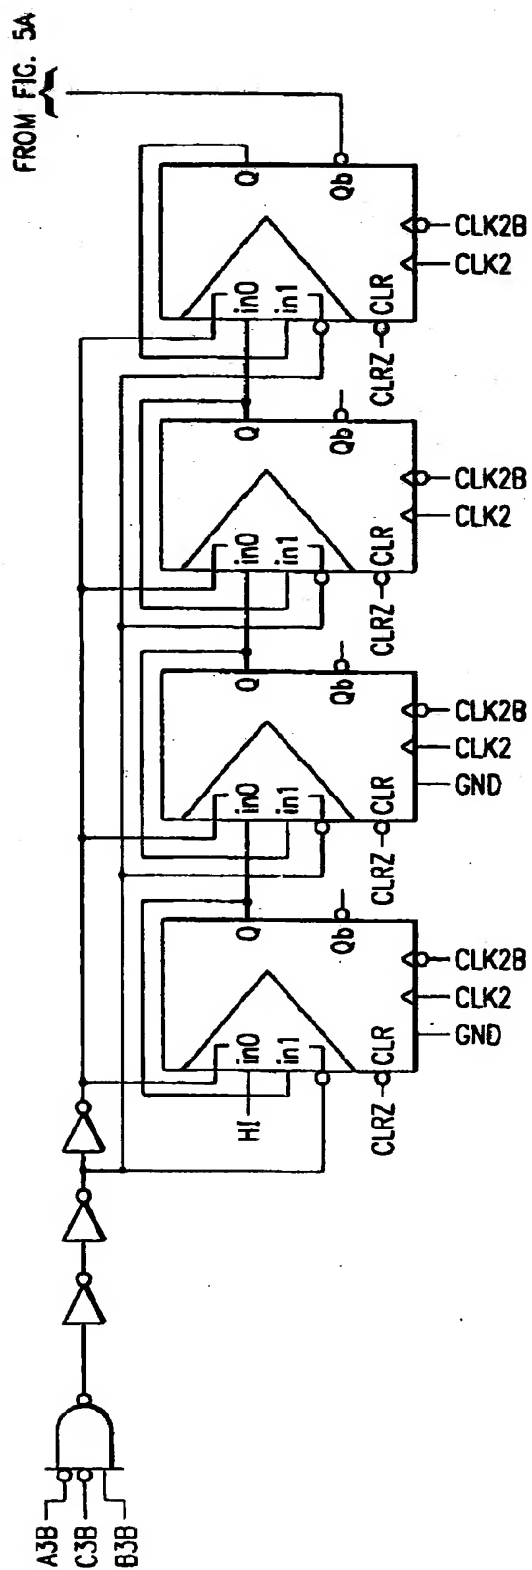 FROM FIG. 5A
Q
Qb
in0
in1
CLR
CLRZ
CLK2B
CLK2
Q
Qb
in0
in1
CLR
CLRZ
CLK2B
CLK2
Q
Qb
in0
in1
CLR
CLRZ
CLK2B
CLK2
GND
Q
Qb
in0
in1
CLR
HI
CLRZ
CLK2B
CLK2
GND
A3B
C3B
B3B